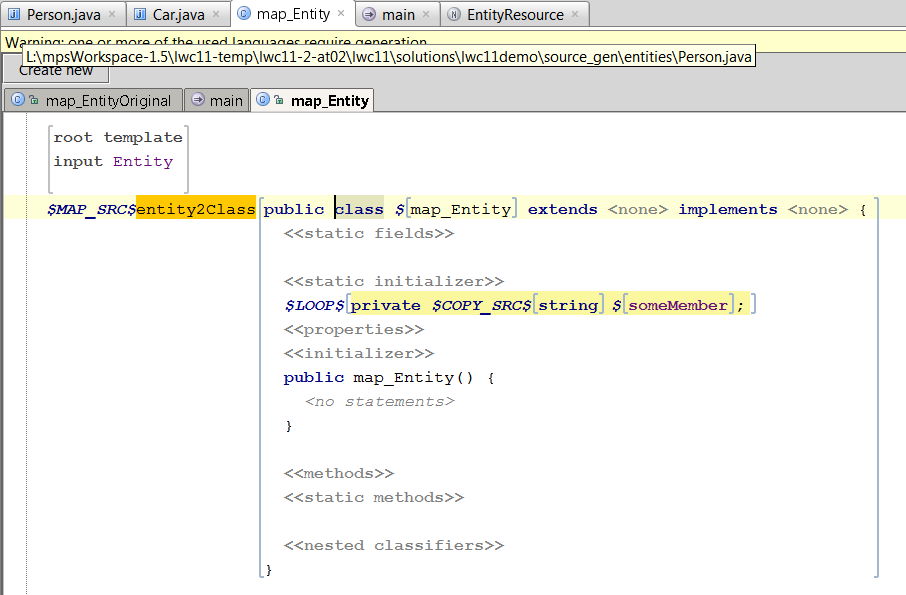 Person.java × Car.java × map_Entity × main × EntityResource ×
Warning: one or more of the used languages require generation
L:\mpsWorkspace-1.5\lwc11-temp\lwc11-2-at02\lwc11\solutions\lwc11demo\source_gen\entities\Person.java
Create new
map_EntityOriginal main map_Entity
root template
input Entity
$MAP_SRC$entity2Class[public class $[map_Entity] extends <none> implements <none> {
<<static fields>>
<<static initializer>>
$LOOP$[private $COPY_SRC$[string] $[someMember];]
<<properties>>
<<initializer>>
public map_Entity() {
<no statements>
}
<<methods>>
<<static methods>>
<<nested classifiers>>
}